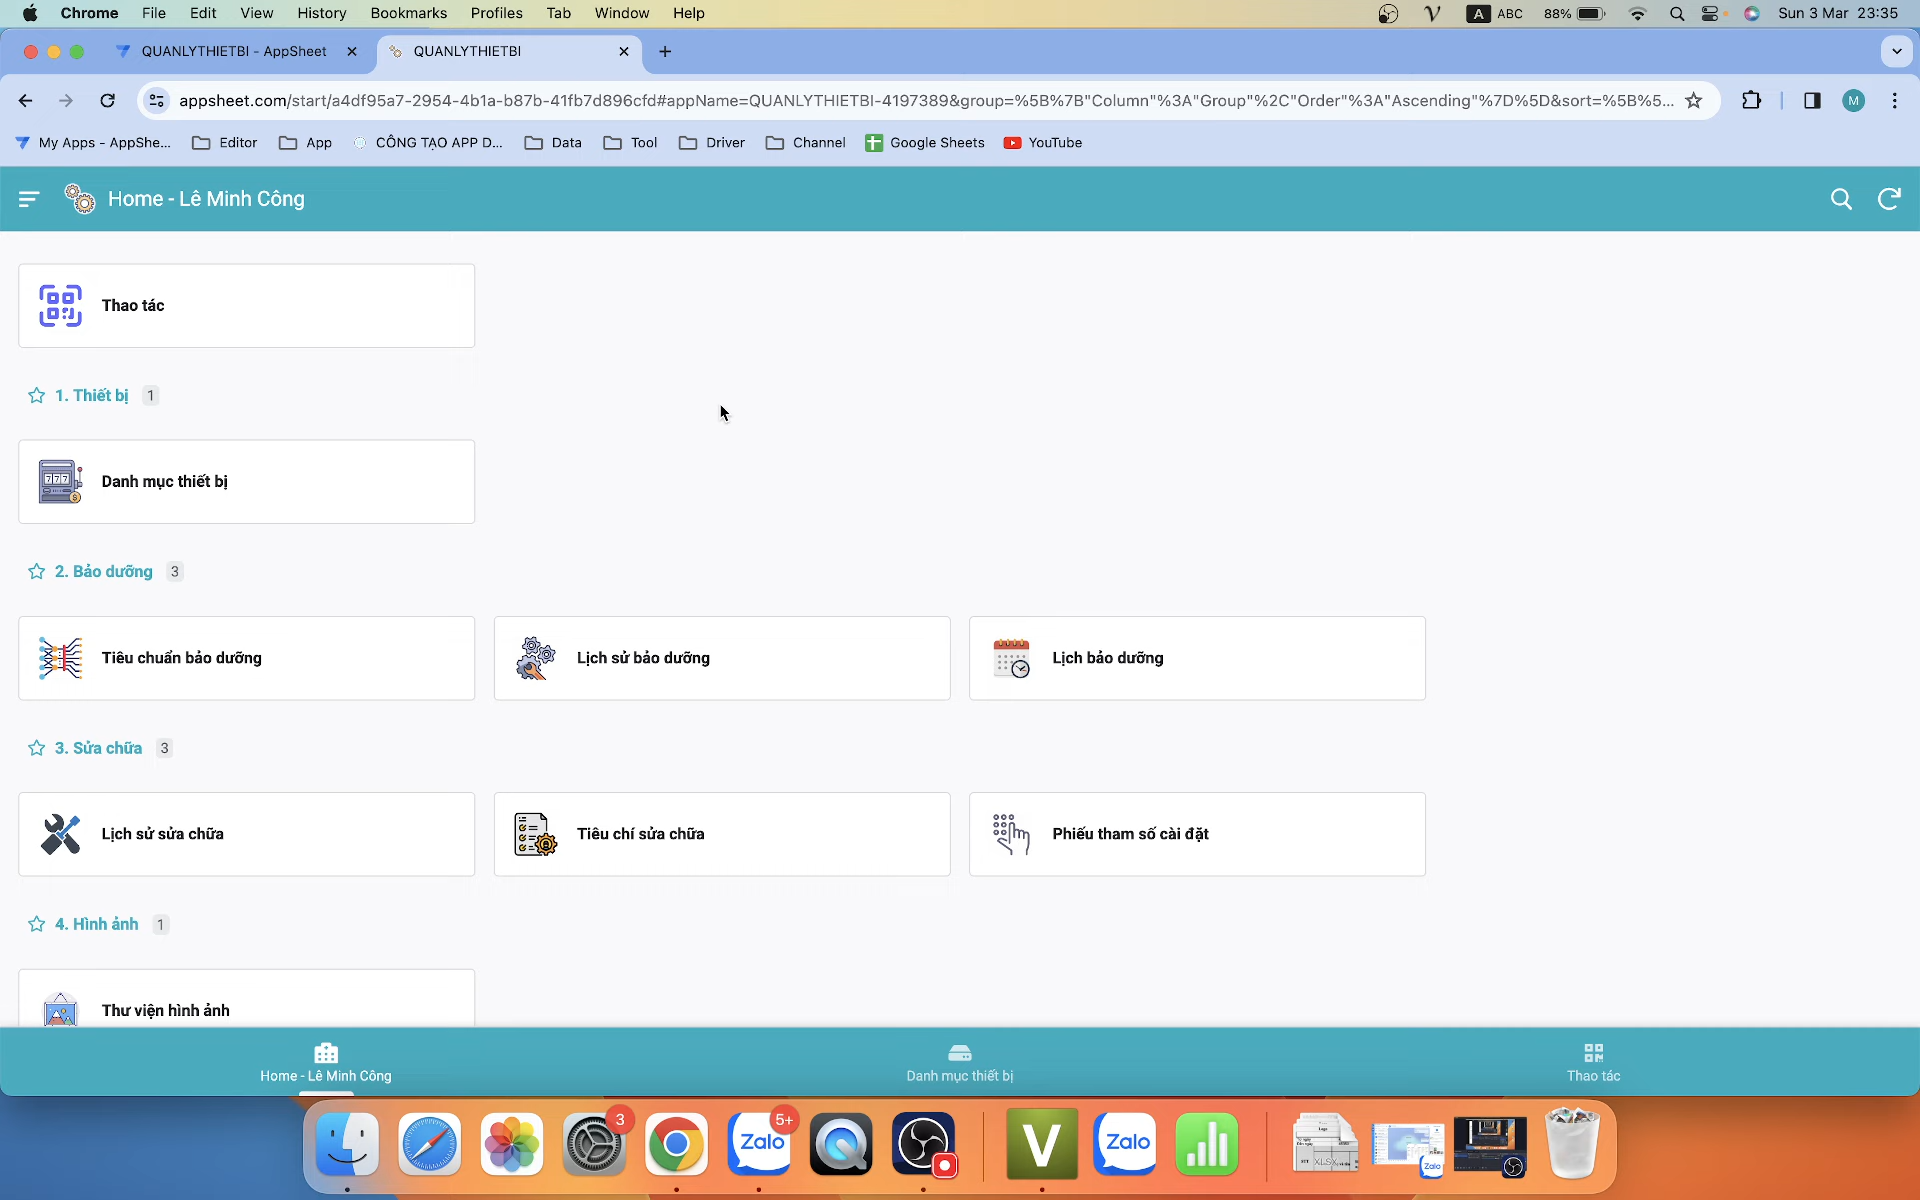 Chrome File Edit View History Bookmarks Profiles Tab Window Help A ABC 88% Sun 3 Mar 23:35
QUANLYTHIETBI - AppSheet QUANLYTHIETBI
appsheet.com/start/a4df95a7-2954-4b1a-b87b-41fb7d896cfd#appName=QUANLYTHIETBI-4197389&group=%5B%7B"Column"%3A"Group"%2C"Order"%3A"Ascending"%7D%5D&sort=%5B%5... M
My Apps - AppShe... Editor App CÔNG TẠO APP D... Data Tool Driver Channel Google Sheets YouTube
Home - Lê Minh Công
Thao tác
1. Thiết bị 1
777 Danh mục thiết bị
2. Bảo dưỡng 3
Tiêu chuẩn bảo dưỡng Lịch sử bảo dưỡng Lịch bảo dưỡng
3. Sửa chữa 3
Lịch sử sửa chữa Tiêu chí sửa chữa Phiếu tham số cài đặt
4. Hình ảnh 1
Thư viện hình ảnh
Home - Lê Minh Công Danh mục thiết bị Thao tác
3 5+
Zalo V Zalo XLSX Zalo